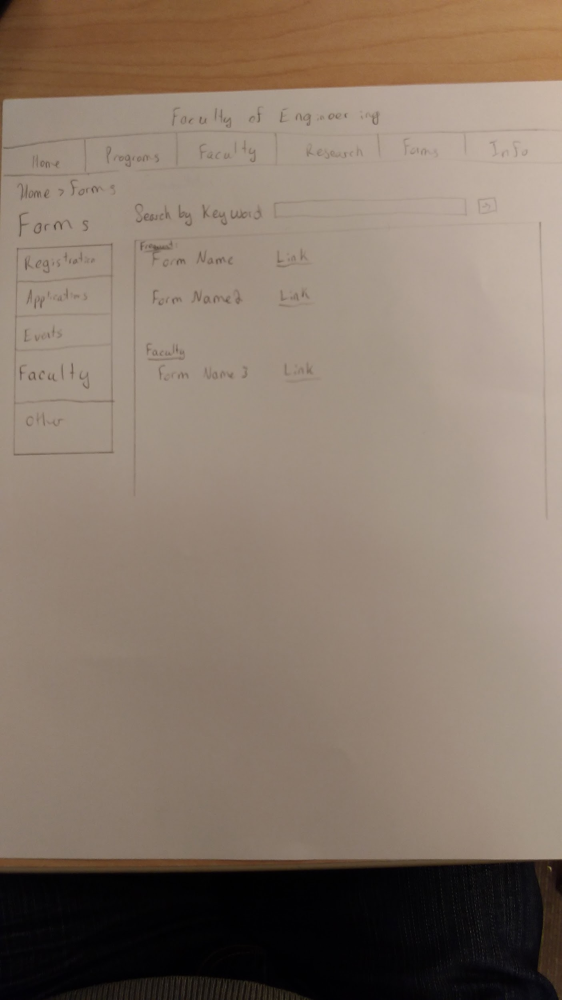 Faculty of Engineering
Home Programs Faculty Research Forms Info
Home > Forms
Forms
Search by Keyword →
Registration
Applications
Events
Faculty
Other
Frequent:
Form Name Link
Form Name2 Link
Faculty
Form Name 3 Link